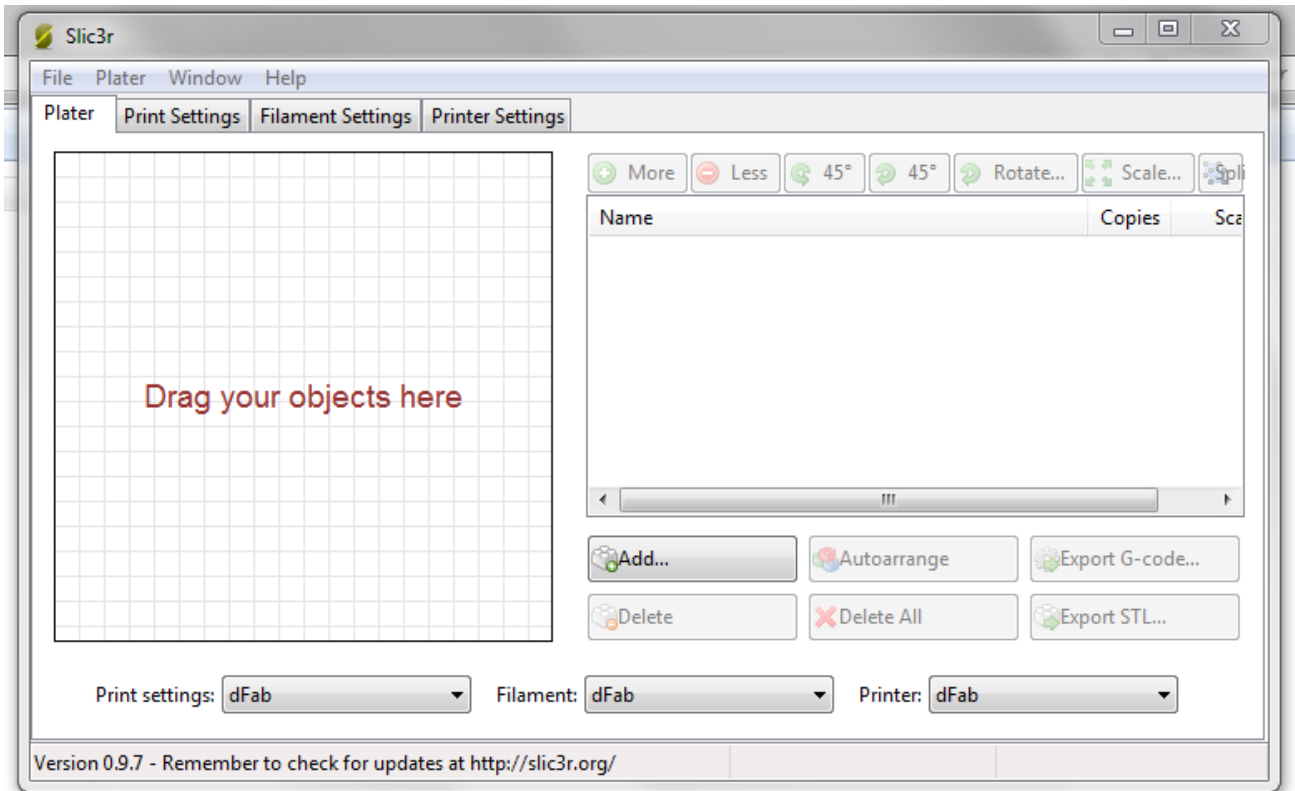 Slic3r
File Plater Window Help
Plater Print Settings Filament Settings Printer Settings
More Less 45° 45° Rotate... Scale... Spli
Name Copies Sca
Drag your objects here
Add... Autoarrange Export G-code...
Delete Delete All Export STL...
Print settings: dFab Filament: dFab Printer: dFab
Version 0.9.7 - Remember to check for updates at http://slic3r.org/